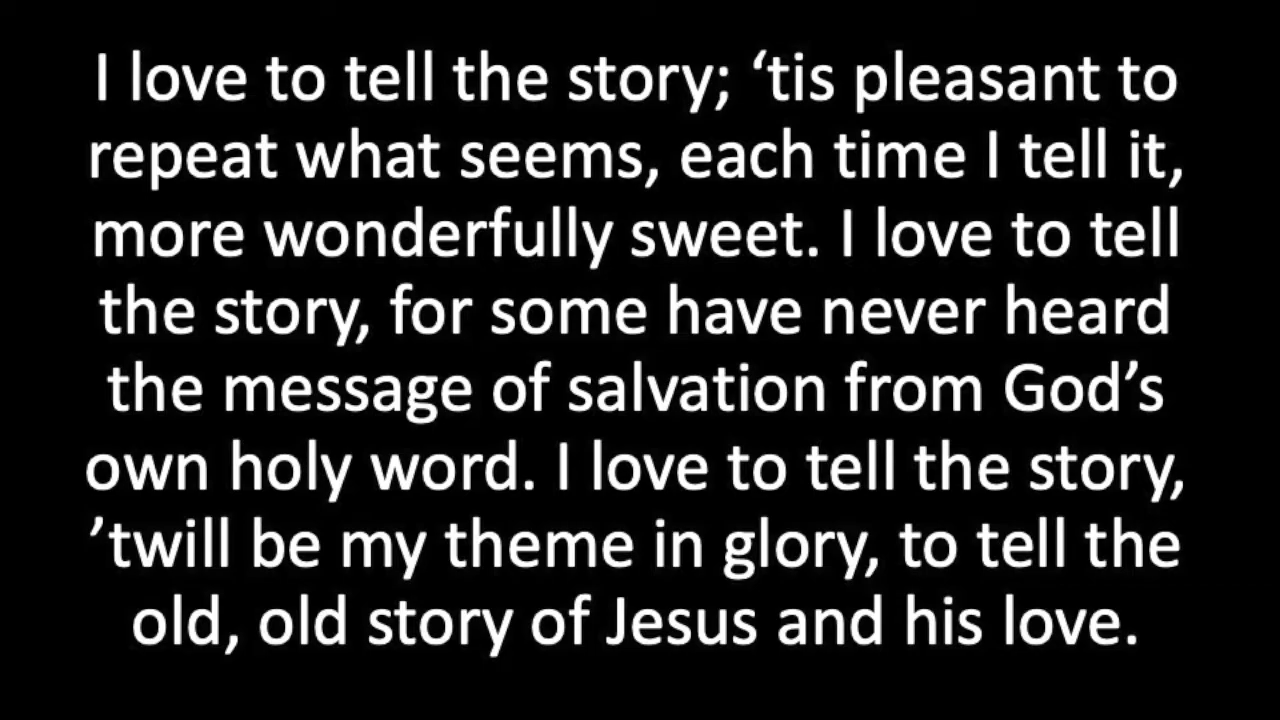 I love to tell the story; ‘tis pleasant to
repeat what seems, each time I tell it,
more wonderfully sweet. I love to tell
the story, for some have never heard
the message of salvation from God’s
own holy word. I love to tell the story,
’twill be my theme in glory, to tell the
old, old story of Jesus and his love.